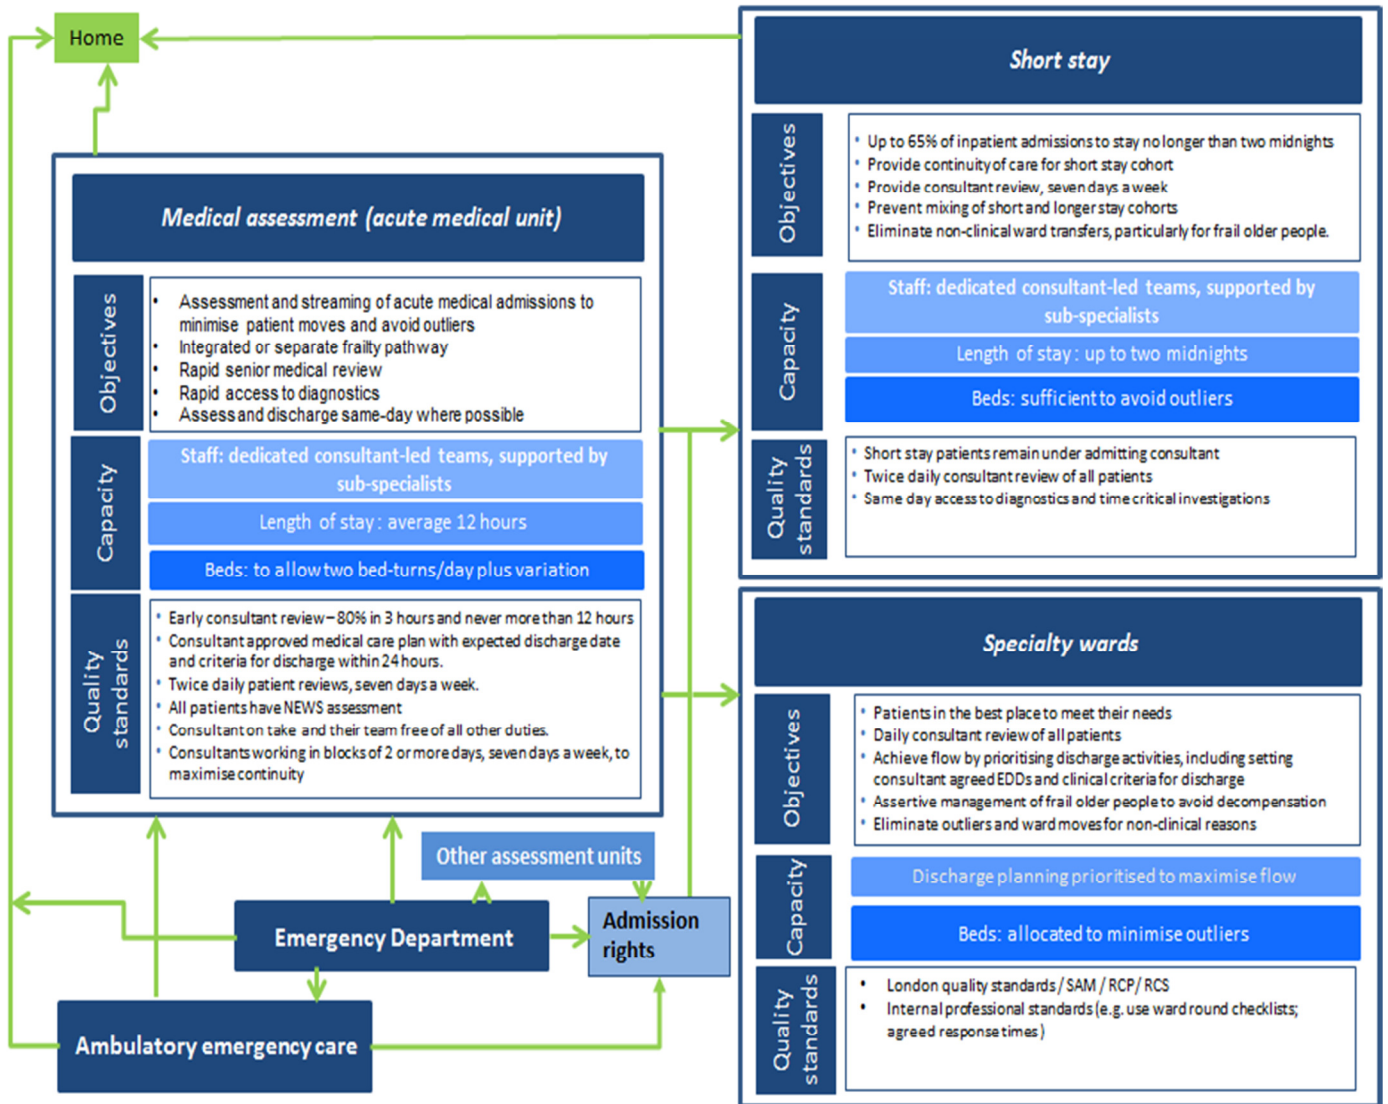 Home
Medical assessment (acute medical unit)
Objectives
• Assessment and streaming of acute medical admissions to
minimise patient moves and avoid outliers
• Integrated or separate frailty pathway
• Rapid senior medical review
• Rapid access to diagnostics
• Assess and discharge same-day where possible
Capacity
Staff: dedicated consultant-led teams, supported by
sub-specialists
Length of stay : average 12 hours
Beds: to allow two bed-turns/day plus variation
Quality
standards
• Early consultant review – 80% in 3 hours and never more than 12 hours
• Consultant approved medical care plan with expected discharge date
and criteria for discharge within 24 hours.
• Twice daily patient reviews, seven days a week.
• All patients have NEWS assessment
• Consultant on take and their team free of all other duties.
• Consultants working in blocks of 2 or more days, seven days a week, to
maximise continuity
Other assessment units
Emergency Department
Admission
rights
Ambulatory emergency care
Short stay
Objectives
• Up to 65% of inpatient admissions to stay no longer than two midnights
• Provide continuity of care for short stay cohort
• Provide consultant review, seven days a week
• Prevent mixing of short and longer stay cohorts
• Eliminate non-clinical ward transfers, particularly for frail older people.
Capacity
Staff: dedicated consultant-led teams, supported by
sub-specialists
Length of stay : up to two midnights
Beds: sufficient to avoid outliers
Quality
standards
• Short stay patients remain under admitting consultant
• Twice daily consultant review of all patients
• Same day access to diagnostics and time critical investigations
Specialty wards
Objectives
• Patients in the best place to meet their needs
• Daily consultant review of all patients
• Achieve flow by prioritising discharge activities, including setting
consultant agreed EDDs and clinical criteria for discharge
• Assertive management of frail older people to avoid decompensation
• Eliminate outliers and ward moves for non-clinical reasons
Capacity
Discharge planning prioritised to maximise flow
Beds: allocated to minimise outliers
Quality
standards
• London quality standards / SAM / RCP/ RCS
• Internal professional standards (e.g. use ward round checklists;
agreed response times )